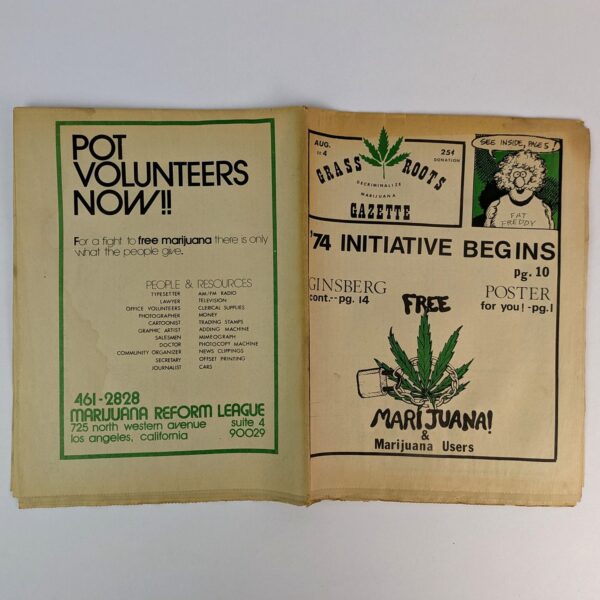 POT
VOLUNTEERS
NOW!!
For a fight to free marijuana there is only
what the people give.
PEOPLE & RESOURCES
TYPESETTER AM/FM RADIO
LAWYER TELEVISION
OFFICE VOLUNTEERS CLERICAL SUPPLIES
PHOTOGRAPHER MONEY
CARTOONIST TRADING STAMPS
GRAPHIC ARTIST ADDING MACHINE
SALESMEN MIMEOGRAPH
DOCTOR PHOTOCOPY MACHINE
COMMUNITY ORGANIZER NEWS CLIPPINGS
SECRETARY OFFSET PRINTING
JOURNALIST CARS
461-2828
MARIJUANA REFORM LEAGUE
725 north western avenue suite 4
los angeles, california 90029
AUG.
#4
25¢
DONATION
GRASS ROOTS
DECRIMINALIZE
MARIJUANA
GAZETTE
SEE INSIDE, PAGE 5!
FAT
FREDDY
'74 INITIATIVE BEGINS
pg. 10
GINSBERG
cont.--pg. 14
POSTER
for you! -pg.1
FREE
MARIJUANA!
&
Marijuana Users